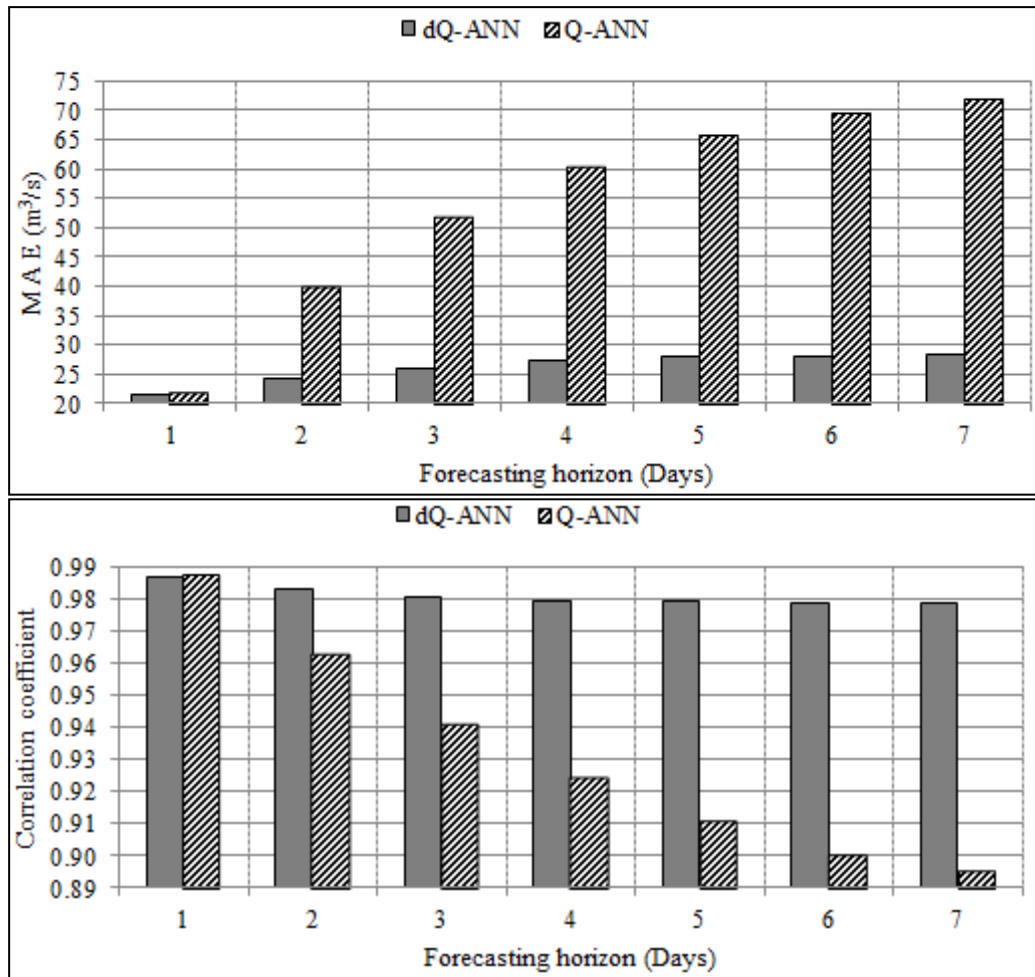 dQ-ANN Q-ANN
75
70
65
60
55
50
45
40
35
30
25
20
M A E (m³/s)
1 2 3 4 5 6 7
Forecasting horizon (Days)
dQ-ANN Q-ANN
0.99
0.98
0.97
0.96
0.95
0.94
0.93
0.92
0.91
0.90
0.89
Correlation coefficient
1 2 3 4 5 6 7
Forecasting horizon (Days)